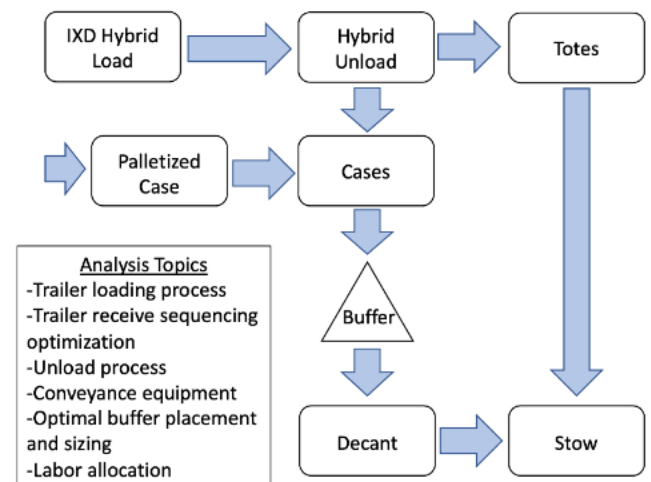 IXD Hybrid
Load
Hybrid
Unload
Totes
Palletized
Case
Cases
Buffer
Decant
Stow
Analysis Topics
-Trailer loading process
-Trailer receive sequencing
optimization
-Unload process
-Conveyance equipment
-Optimal buffer placement
and sizing
-Labor allocation